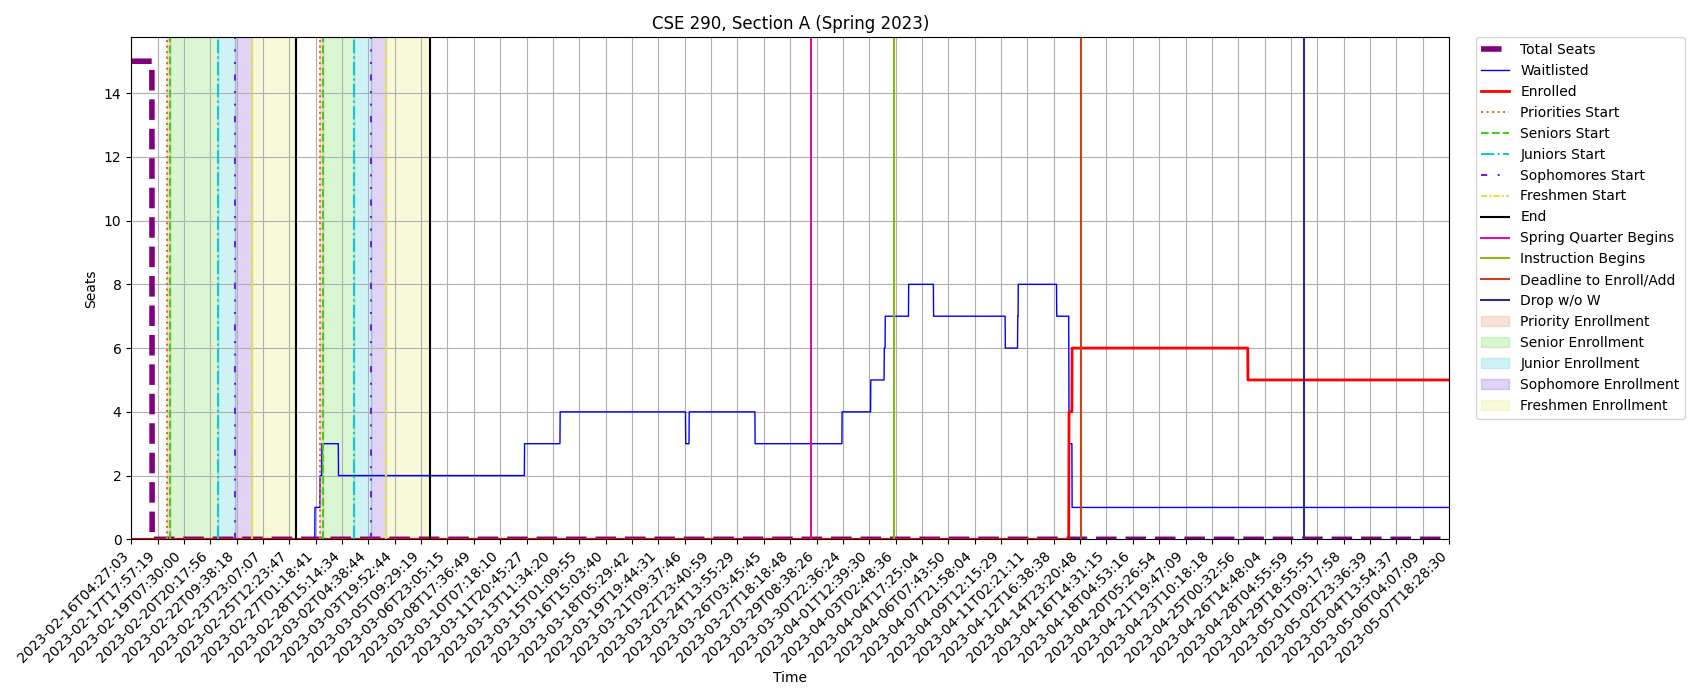 CSE 290, Section A (Spring 2023)
Seats
14
12
10
8
6
4
2
0
2023-02-16T04:27:03
2023-02-17T17:57:19
2023-02-19T07:30:00
2023-02-20T20:17:56
2023-02-22T09:38:18
2023-02-23T23:07:07
2023-02-25T12:23:47
2023-02-27T01:18:41
2023-02-28T15:14:34
2023-03-02T04:38:44
2023-03-03T19:52:44
2023-03-05T09:29:19
2023-03-06T23:05:15
2023-03-10T07:36:49
2023-03-10T07:18:10
2023-03-11T20:45:27
2023-03-13T11:34:20
2023-03-15T01:09:55
2023-03-16T15:03:40
2023-03-18T05:29:42
2023-03-19T19:44:31
2023-03-21T09:37:46
2023-03-22T23:40:59
2023-03-24T13:55:29
2023-03-26T03:45:45
2023-03-27T18:18:48
2023-03-29T08:38:26
2023-03-30T22:36:24
2023-04-01T12:39:30
2023-04-03T02:48:36
2023-04-04T17:25:04
2023-04-06T07:43:50
2023-04-07T21:58:04
2023-04-09T12:15:29
2023-04-11T02:21:11
2023-04-12T16:38:38
2023-04-14T23:20:48
2023-04-16T14:31:15
2023-04-18T04:53:16
2023-04-20T05:26:54
2023-04-21T19:47:09
2023-04-23T10:18:18
2023-04-25T00:32:56
2023-04-26T14:48:04
2023-04-28T04:55:59
2023-04-29T18:55:55
2023-05-01T09:17:58
2023-05-02T23:36:39
2023-05-04T13:54:37
2023-05-06T04:07:09
2023-05-07T18:28:30
Time
Total Seats
Waitlisted
Enrolled
Priorities Start
Seniors Start
Juniors Start
Sophomores Start
Freshmen Start
End
Spring Quarter Begins
Instruction Begins
Deadline to Enroll/Add
Drop w/o W
Priority Enrollment
Senior Enrollment
Junior Enrollment
Sophomore Enrollment
Freshmen Enrollment